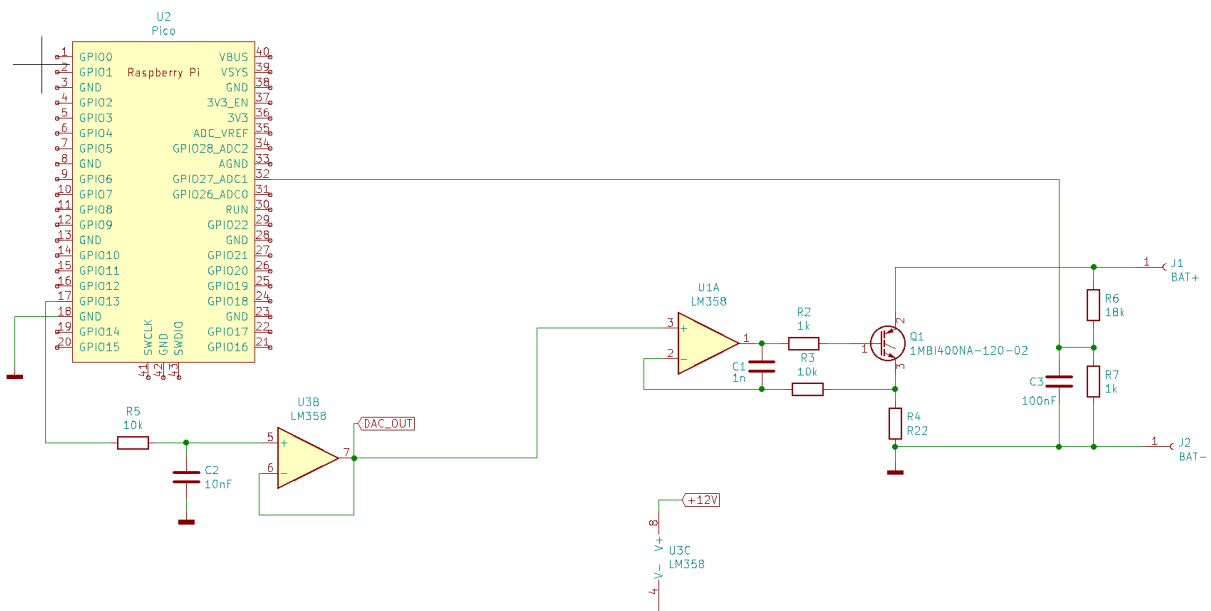 U2
Pico
Raspberry Pi
1 GPIO0
2 GPIO1
3 GND
4 GPIO2
5 GPIO3
6 GPIO4
7 GPIO5
8 GND
9 GPIO6
10 GPIO7
11 GPIO8
12 GPIO9
13 GND
14 GPIO10
15 GPIO11
16 GPIO12
17 GPIO13
18 GND
19 GPIO14
20 GPIO15
VBUS 40
VSYS 39
GND 38
3V3_EN 37
3V3 36
ADC_VREF 35
GPIO28_ADC2 34
AGND 33
GPIO27_ADC1 32
GPIO26_ADC0 31
RUN 30
GPIO22 29
GND 28
GPIO21 27
GPIO20 26
GPIO19 25
GPIO18 24
GND 23
GPIO17 22
GPIO16 21
SWCLK 41
GND 42
SWDIO 43
R5
10k
C2
10nF
U3B
LM358
5 +
6 -
7
DAC_OUT
U1A
LM358
3 +
2 -
1
R2
1k
R3
10k
C1
1n
Q1
1MBI400NA-120-02
1
2
3
R4
R22
C3
100nF
R6
18k
R7
1k
1 J1
BAT+
1 J2
BAT-
+12V
8 V+
U3C
LM358
4 V-